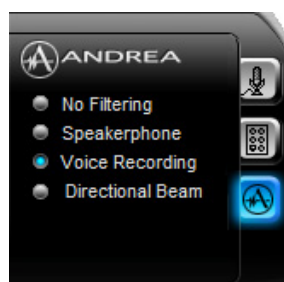 ANDREA
No Filtering
Speakerphone
Voice Recording
Directional Beam